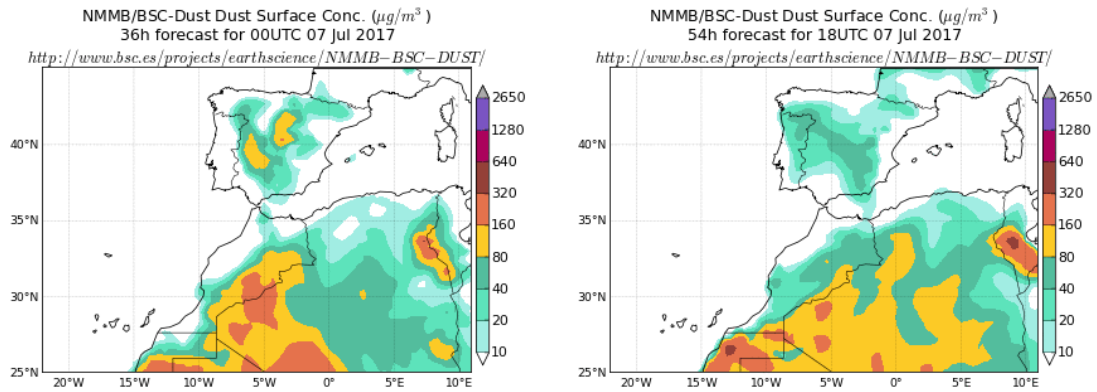 NMMB/BSC-Dust Dust Surface Conc. (μg/m³ )
36h forecast for 00UTC 07 Jul 2017
http://www.bsc.es/projects/earthscience/NMMB−BSC−DUST/
2650
1280
640
320
160
80
40
20
10
40°N
35°N
30°N
25°N
20°W 15°W 10°W 5°W 0° 5°E 10°E
NMMB/BSC-Dust Dust Surface Conc. (μg/m³ )
54h forecast for 18UTC 07 Jul 2017
http://www.bsc.es/projects/earthscience/NMMB−BSC−DUST/
2650
1280
640
320
160
80
40
20
10
40°N
35°N
30°N
25°N
20°W 15°W 10°W 5°W 0° 5°E 10°E